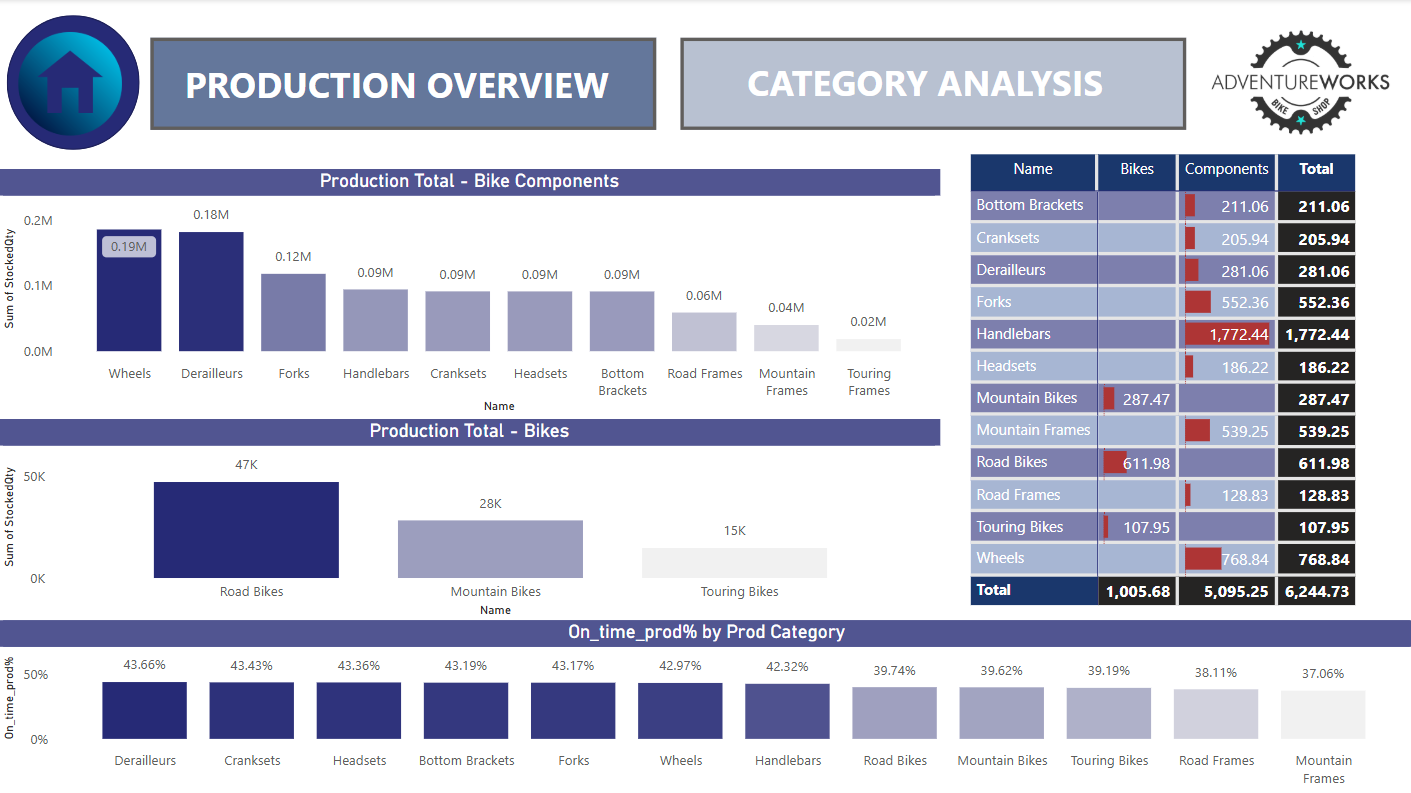 PRODUCTION OVERVIEW
CATEGORY ANALYSIS
ADVENTUREWORKS
BIKE SHOP
Production Total - Bike Components
Sum of StockedQty
0.2M
0.1M
0.0M
0.19M
0.18M
0.12M
0.09M
0.09M
0.09M
0.09M
0.06M
0.04M
0.02M
Wheels
Derailleurs
Forks
Handlebars
Cranksets
Headsets
Bottom
Brackets
Road Frames
Mountain
Frames
Touring
Frames
Name
Production Total - Bikes
Sum of StockedQty
50K
0K
47K
28K
15K
Road Bikes
Mountain Bikes
Touring Bikes
Name
Name Bikes Components Total
Bottom Brackets 211.06 211.06
Cranksets 205.94 205.94
Derailleurs 281.06 281.06
Forks 552.36 552.36
Handlebars 1,772.44 1,772.44
Headsets 186.22 186.22
Mountain Bikes 287.47 287.47
Mountain Frames 539.25 539.25
Road Bikes 611.98 611.98
Road Frames 128.83 128.83
Touring Bikes 107.95 107.95
Wheels 768.84 768.84
Total 1,005.68 5,095.25 6,244.73
On_time_prod% by Prod Category
On_time_prod%
50%
0%
43.66%
43.43%
43.36%
43.19%
43.17%
42.97%
42.32%
39.74%
39.62%
39.19%
38.11%
37.06%
Derailleurs
Cranksets
Headsets
Bottom Brackets
Forks
Wheels
Handlebars
Road Bikes
Mountain Bikes
Touring Bikes
Road Frames
Mountain
Frames